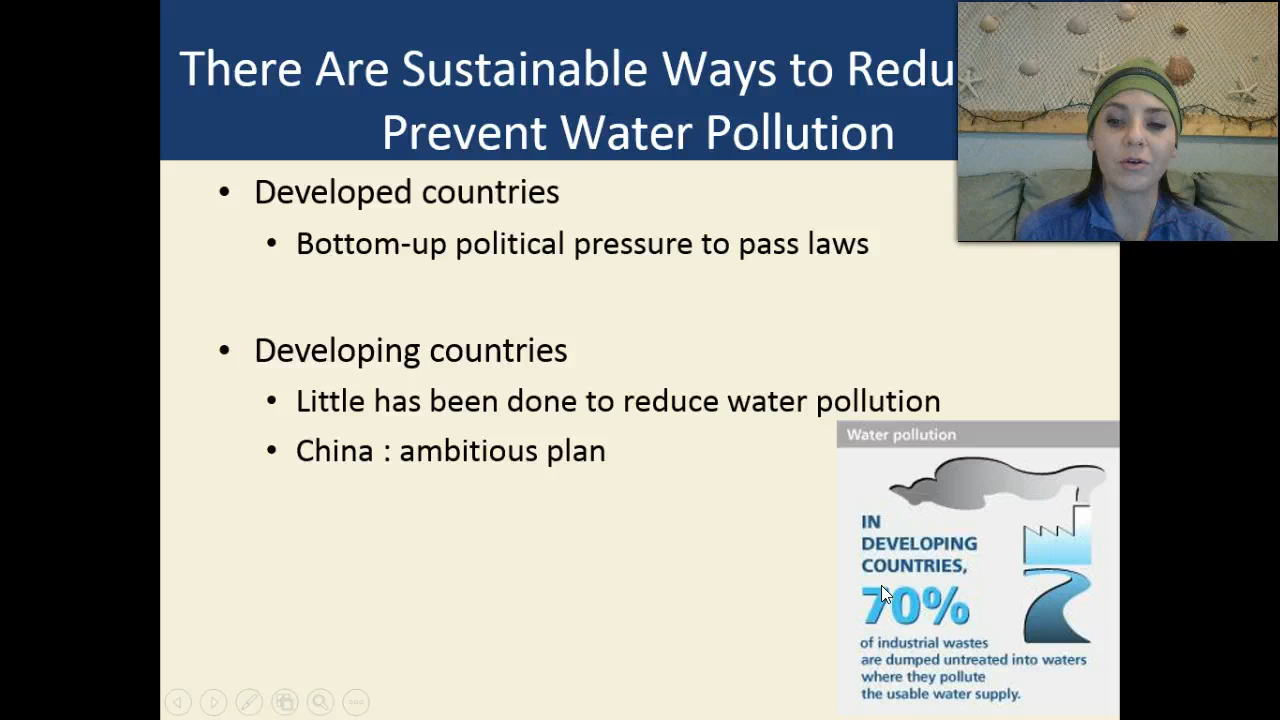 There Are Sustainable Ways to Redu
Prevent Water Pollution
• Developed countries
• Bottom-up political pressure to pass laws
• Developing countries
• Little has been done to reduce water pollution
• China : ambitious plan
Water pollution
IN
DEVELOPING
COUNTRIES,
70%
of industrial wastes
are dumped untreated into waters
where they pollute
the usable water supply.